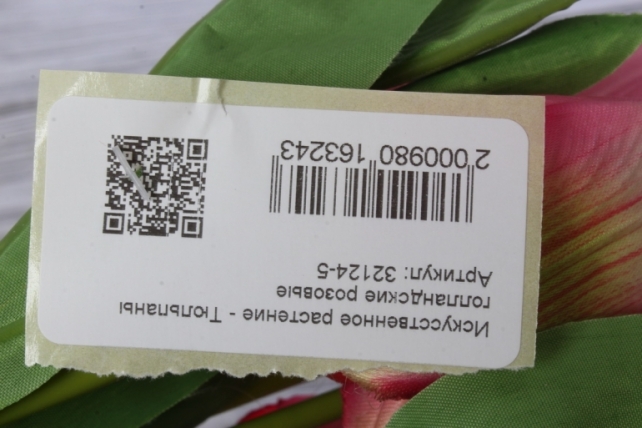 Искусственное растение - Тюльпаны
голландские розовые
Артикул: 32124-5
2 000980 163243